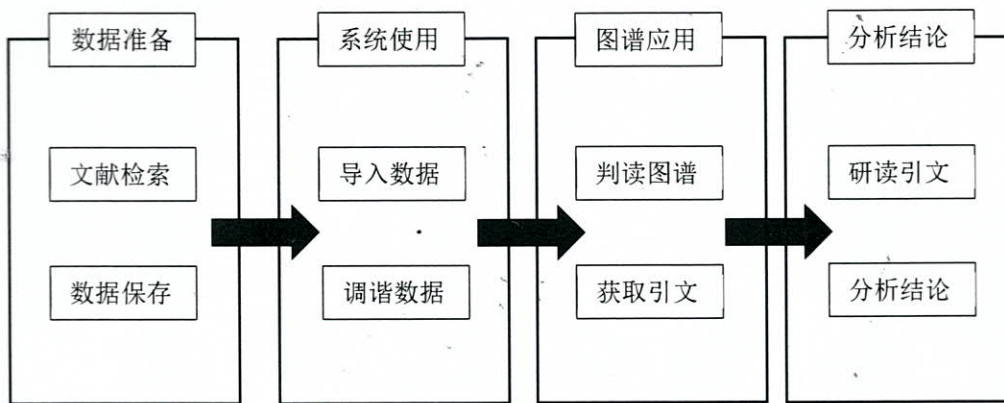 数据准备
系统使用
图谱应用
分析结论
文献检索
导入数据
判读图谱
研读引文
数据保存
调谐数据
获取引文
分析结论